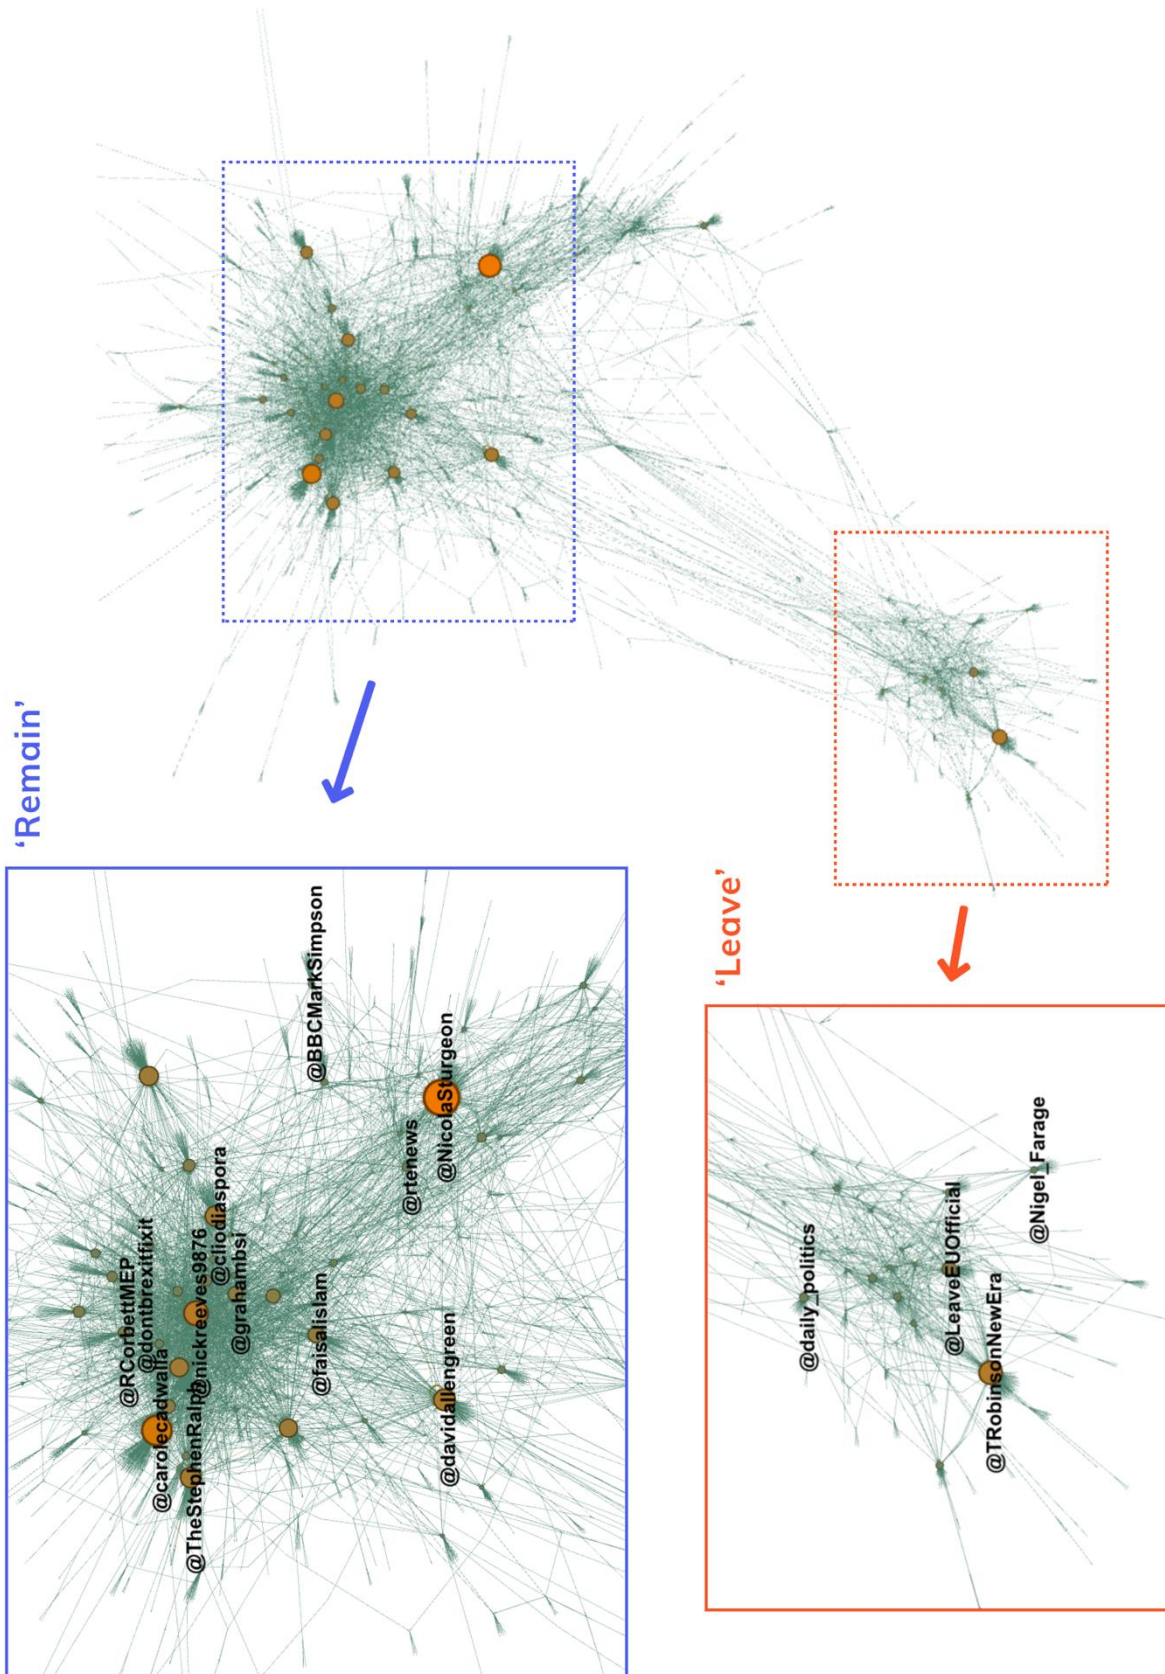 ‘Remain’
@BBCMarkSimpson
@NicolaSturgeon
@rtenews
@cliodiaspora
@grahambsi
@nickreeves9876
@dontbrexitfixit
@RCorbettMEP
@carolecadwalla
@TheStephenRalph
@faisalislam
@davidallengreen
‘Leave’
@daily_politics
@Nigel_Farage
@LeaveEUOfficial
@TRobinsonNewEra